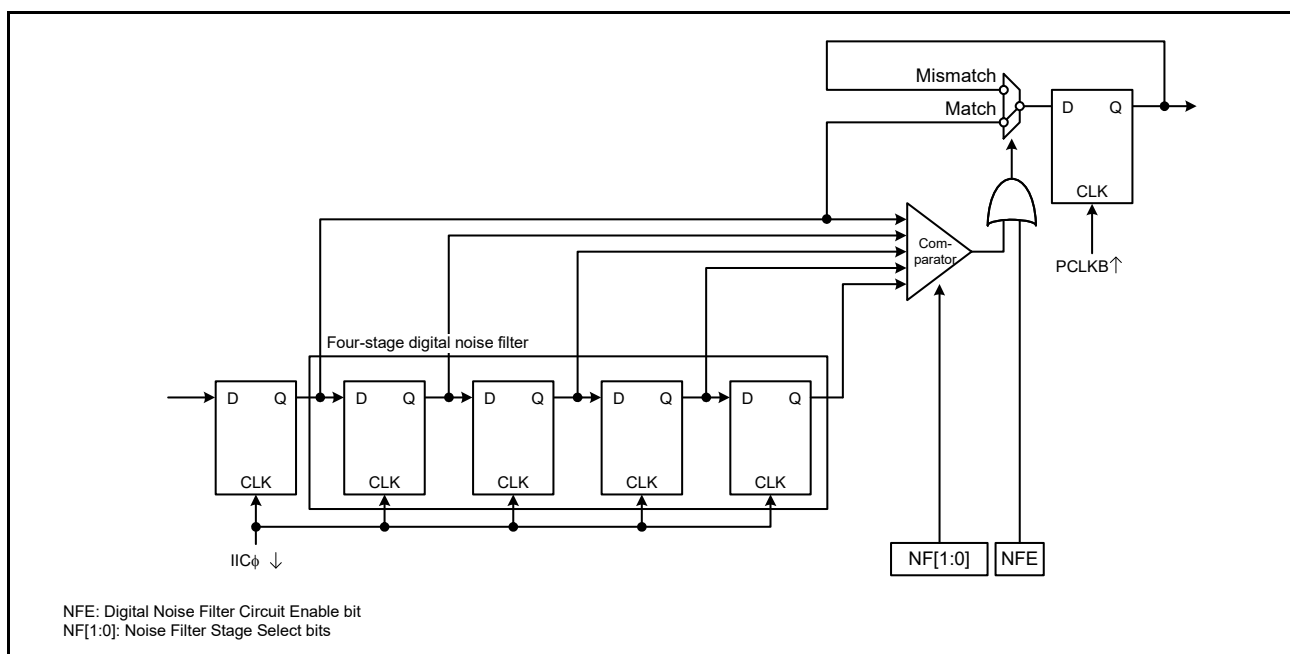 Mismatch
Match
D Q
CLK
PCLKB↑
Com-
parator
Four-stage digital noise filter
D Q D Q D Q D Q D Q
CLK CLK CLK CLK CLK
IICϕ ↓
NF[1:0] NFE
NFE: Digital Noise Filter Circuit Enable bit
NF[1:0]: Noise Filter Stage Select bits